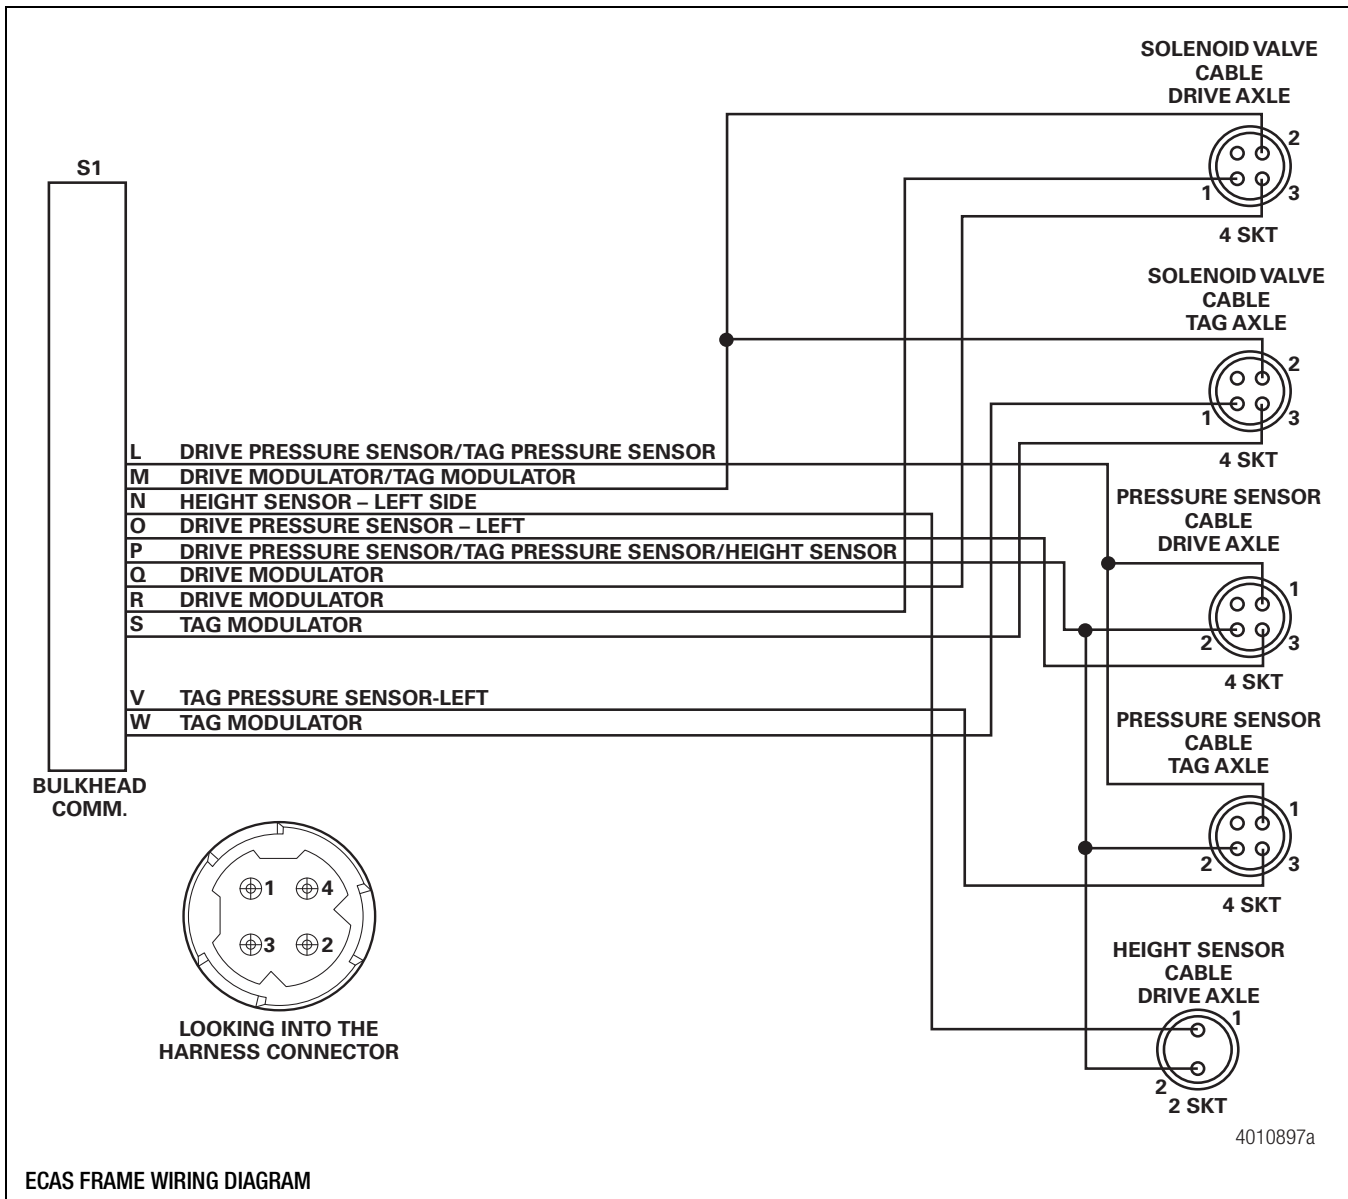 SOLENOID VALVE
CABLE
DRIVE AXLE
2
1
3
4 SKT
S1
SOLENOID VALVE
CABLE
TAG AXLE
2
1
3
4 SKT
L DRIVE PRESSURE SENSOR/TAG PRESSURE SENSOR
M DRIVE MODULATOR/TAG MODULATOR
N HEIGHT SENSOR – LEFT SIDE
O DRIVE PRESSURE SENSOR – LEFT
P DRIVE PRESSURE SENSOR/TAG PRESSURE SENSOR/HEIGHT SENSOR
Q DRIVE MODULATOR
R DRIVE MODULATOR
S TAG MODULATOR
V TAG PRESSURE SENSOR-LEFT
W TAG MODULATOR
BULKHEAD
COMM.
PRESSURE SENSOR
CABLE
DRIVE AXLE
1
2
3
4 SKT
PRESSURE SENSOR
CABLE
TAG AXLE
1
2
3
4 SKT
1 4
3 2
LOOKING INTO THE
HARNESS CONNECTOR
HEIGHT SENSOR
CABLE
DRIVE AXLE
1
2
2 SKT
4010897a
ECAS FRAME WIRING DIAGRAM